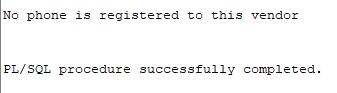 No phone is registered to this vendor
PL/SQL procedure successfully completed.